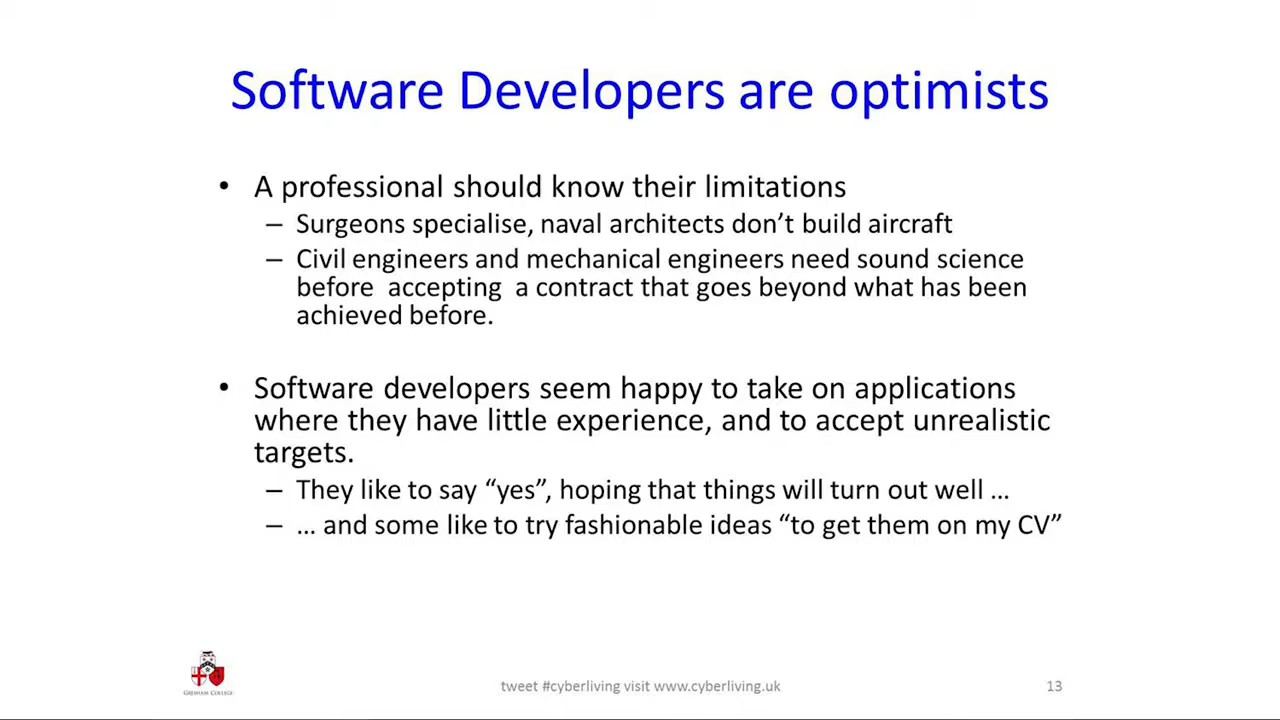 Software Developers are optimists
• A professional should know their limitations
– Surgeons specialise, naval architects don’t build aircraft
– Civil engineers and mechanical engineers need sound science
before accepting a contract that goes beyond what has been
achieved before.
• Software developers seem happy to take on applications
where they have little experience, and to accept unrealistic
targets.
– They like to say “yes”, hoping that things will turn out well …
– … and some like to try fashionable ideas “to get them on my CV”
GRESHAM COLLEGE
tweet #cyberliving visit www.cyberliving.uk
13